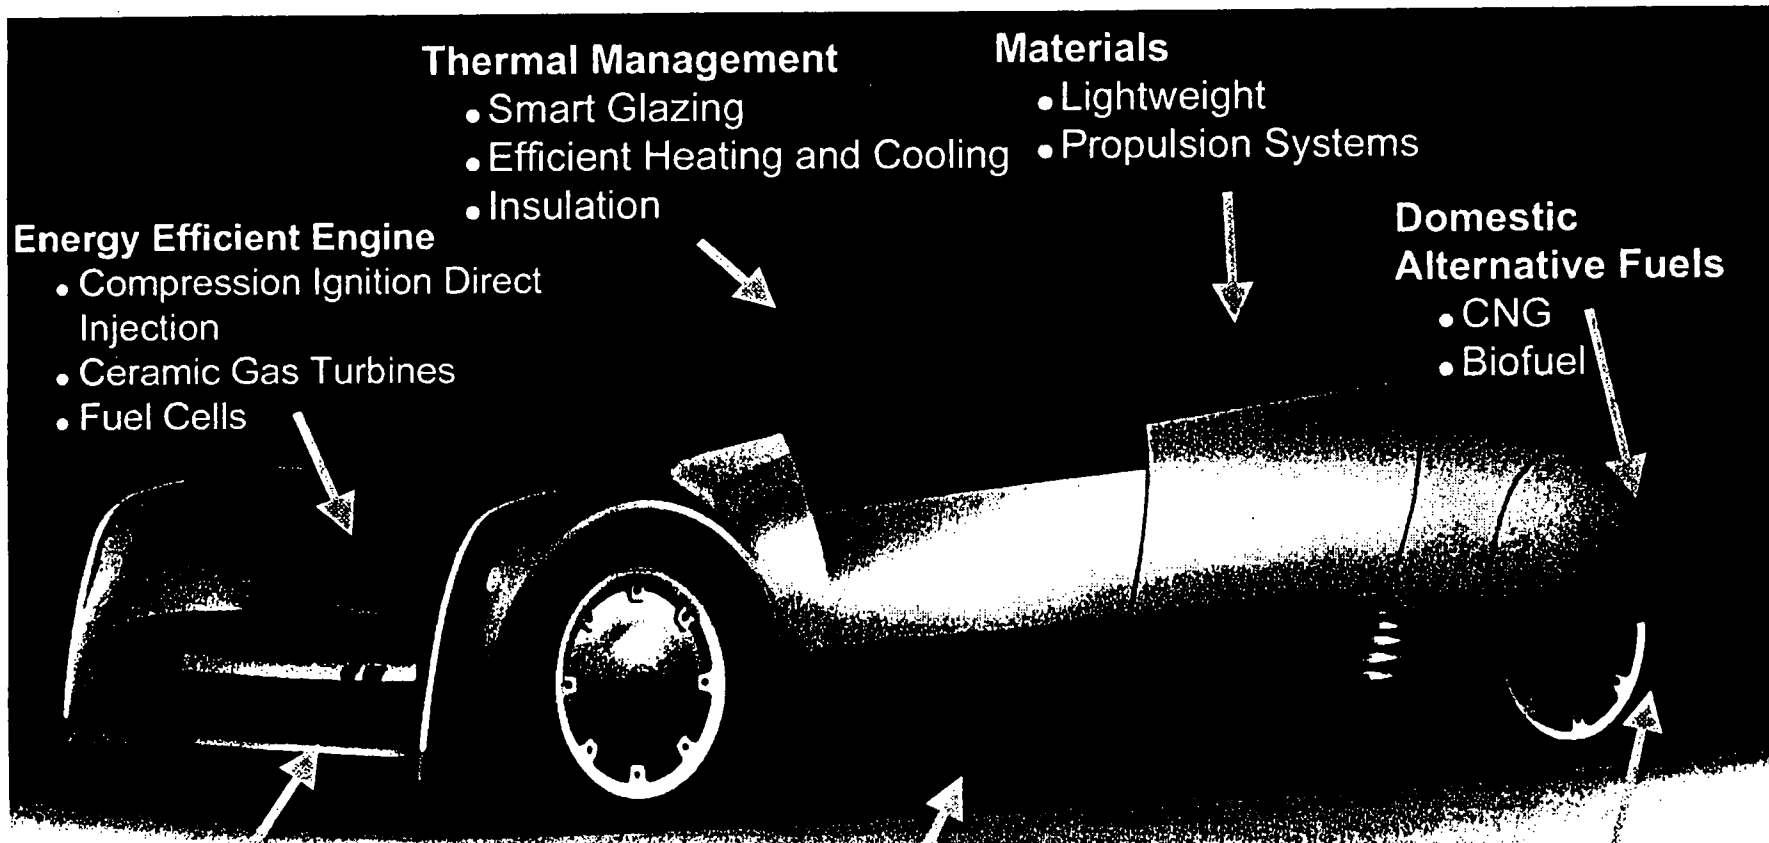 Thermal Management
• Smart Glazing
• Efficient Heating and Cooling
• Insulation
Materials
• Lightweight
• Propulsion Systems
Energy Efficient Engine
• Compression Ignition Direct
Injection
• Ceramic Gas Turbines
• Fuel Cells
Domestic
Alternative Fuels
• CNG
• Biofuel